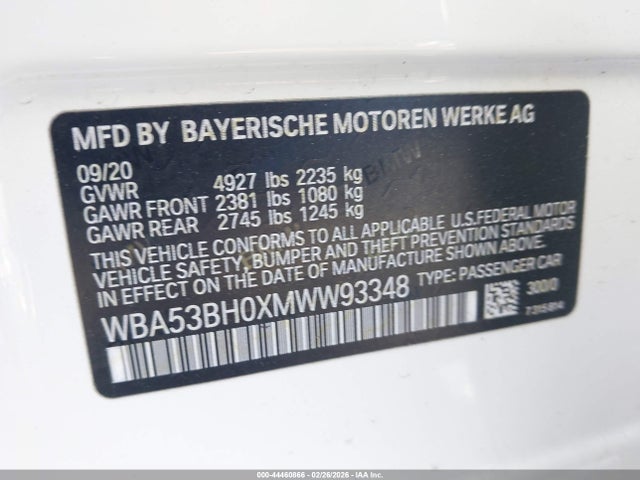 MFD BY BAYERISCHE MOTOREN WERKE AG
09/20
GVWR 4927 lbs 2235 kg
GAWR FRONT 2381 lbs 1080 kg
GAWR REAR 2745 lbs 1245 kg
THIS VEHICLE CONFORMS TO ALL APPLICABLE U.S.FEDERAL MOTOR
VEHICLE SAFETY, BUMPER AND THEFT PREVENTION STANDARDS
IN EFFECT ON THE DATE OF MANUFACTURE SHOWN ABOVE.
WBA53BH0XMWW93348 TYPE: PASSENGER CAR
300/0
000-44460866 - 02/26/2026 - IAA Inc.